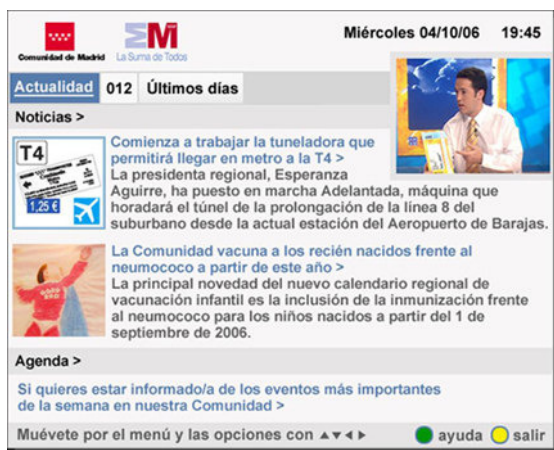 Miércoles 04/10/06 19:45
Comunidad de Madrid
EM
La Suma de Todos
Actualidad 012 Últimos días
Noticias >
T4
1,25 €
Comienza a trabajar la tuneladora que
permitirá llegar en metro a la T4 >
La presidenta regional, Esperanza
Aguirre, ha puesto en marcha Adelantada, máquina que
horadará el túnel de la prolongación de la línea 8 del
suburbano desde la actual estación del Aeropuerto de Barajas.
La Comunidad vacuna a los recién nacidos frente al
neumococo a partir de este año >
La principal novedad del nuevo calendario regional de
vacunación infantil es la inclusión de la inmunización frente
al neumococo para los niños nacidos a partir del 1 de
septiembre de 2006.
Agenda >
Si quieres estar informado/a de los eventos más importantes
de la semana en nuestra Comunidad >
Muévete por el menú y las opciones con ▲▼◀▶ ayuda salir